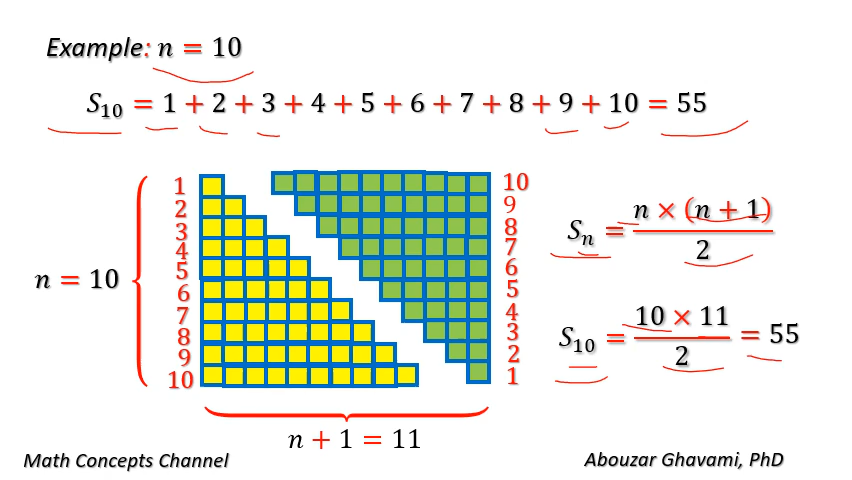 Example: n = 10
S₁₀ = 1 + 2 + 3 + 4 + 5 + 6 + 7 + 8 + 9 + 10 = 55
n = 10
1
2
3
4
5
6
7
8
9
10
10
9
8
7
6
5
4
3
2
1
n + 1 = 11
Sₙ = n × (n + 1) / 2
S₁₀ = 10 × 11 / 2 = 55
Math Concepts Channel
Abouzar Ghavami, PhD